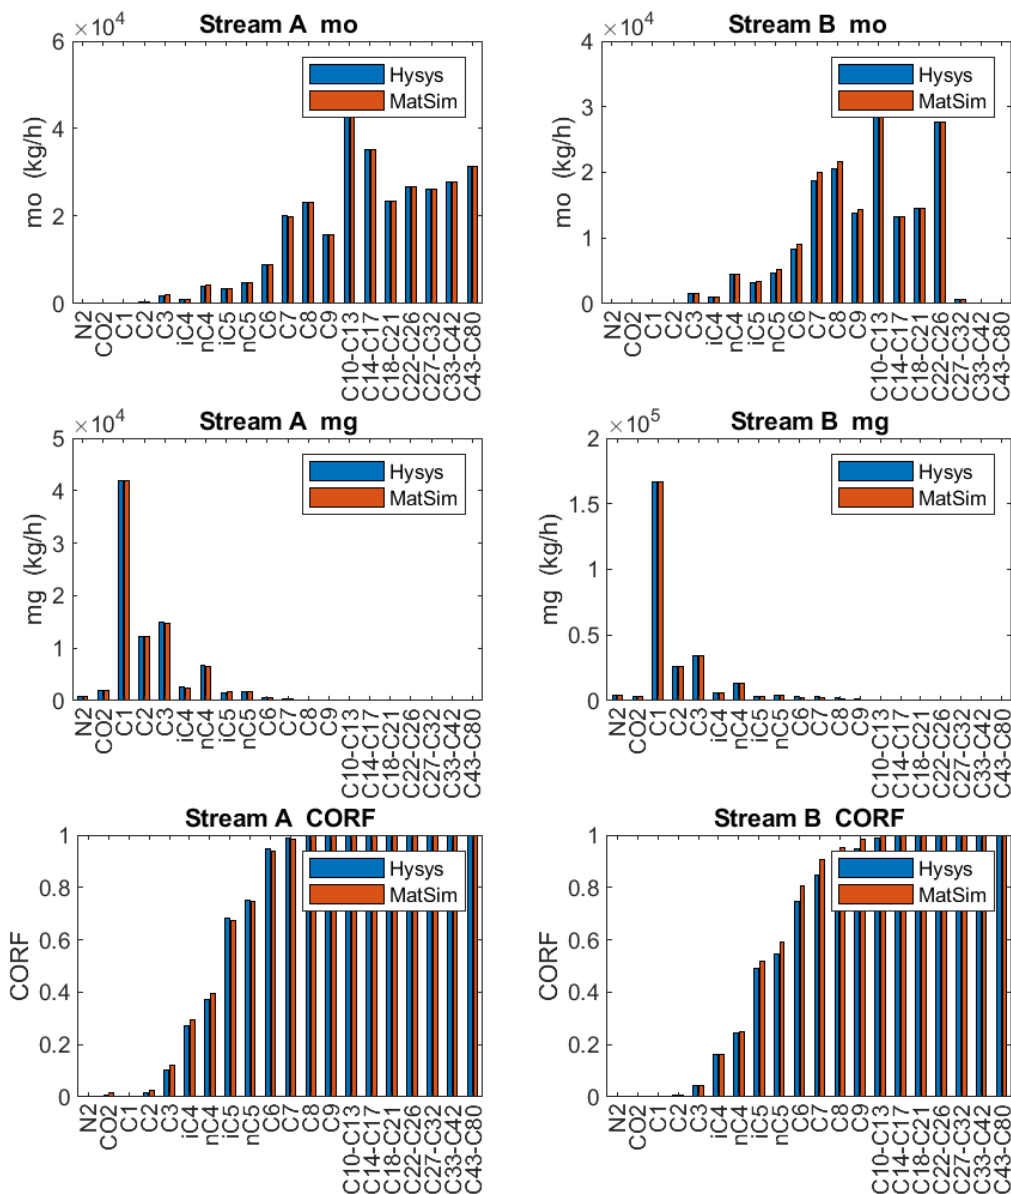 ×10⁴
Stream A mo
6
4
2
0
mo (kg/h)
Hysys
MatSim
N2
CO2
C1
C2
C3
iC4
nC4
iC5
nC5
C6
C7
C8
C9
C10-C13
C14-C17
C18-C21
C22-C26
C27-C32
C33-C42
C43-C80
×10⁴
Stream B mo
4
3
2
1
0
mo (kg/h)
Hysys
MatSim
N2
CO2
C1
C2
C3
iC4
nC4
iC5
nC5
C6
C7
C8
C9
C10-C13
C14-C17
C18-C21
C22-C26
C27-C32
C33-C42
C43-C80
×10⁴
Stream A mg
5
4
3
2
1
0
mg (kg/h)
Hysys
MatSim
N2
CO2
C1
C2
C3
iC4
nC4
iC5
nC5
C6
C7
C8
C9
C10-C13
C14-C17
C18-C21
C22-C26
C27-C32
C33-C42
C43-C80
×10⁵
Stream B mg
2
1.5
1
0.5
0
mg (kg/h)
Hysys
MatSim
N2
CO2
C1
C2
C3
iC4
nC4
iC5
nC5
C6
C7
C8
C9
C10-C13
C14-C17
C18-C21
C22-C26
C27-C32
C33-C42
C43-C80
Stream A CORF
1
0.8
0.6
0.4
0.2
0
CORF
Hysys
MatSim
N2
CO2
C1
C2
C3
iC4
nC4
iC5
nC5
C6
C7
C8
C9
C10-C13
C14-C17
C18-C21
C22-C26
C27-C32
C33-C42
C43-C80
Stream B CORF
1
0.8
0.6
0.4
0.2
0
CORF
Hysys
MatSim
N2
CO2
C1
C2
C3
iC4
nC4
iC5
nC5
C6
C7
C8
C9
C10-C13
C14-C17
C18-C21
C22-C26
C27-C32
C33-C42
C43-C80